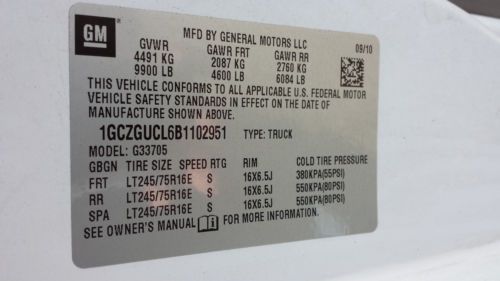 GM
MFD BY GENERAL MOTORS LLC
GVWR GAWR FRT GAWR RR 09/10
4491 KG 2087 KG 2760 KG
9900 LB 4600 LB 6084 LB
THIS VEHICLE CONFORMS TO ALL APPLICABLE U.S. FEDERAL MOTOR
VEHICLE SAFETY STANDARDS IN EFFECT ON THE DATE OF
MANUFACTURE SHOWN ABOVE.
1GCZGUCL6B1102951 TYPE: TRUCK
MODEL: G33705
GBGN TIRE SIZE SPEED RTG RIM COLD TIRE PRESSURE
FRT LT245/75R16E S 16X6.5J 380KPA(55PSI)
RR LT245/75R16E S 16X6.5J 550KPA(80PSI)
SPA LT245/75R16E S 16X6.5J 550KPA(80PSI)
SEE OWNER'S MANUAL FOR MORE INFORMATION.